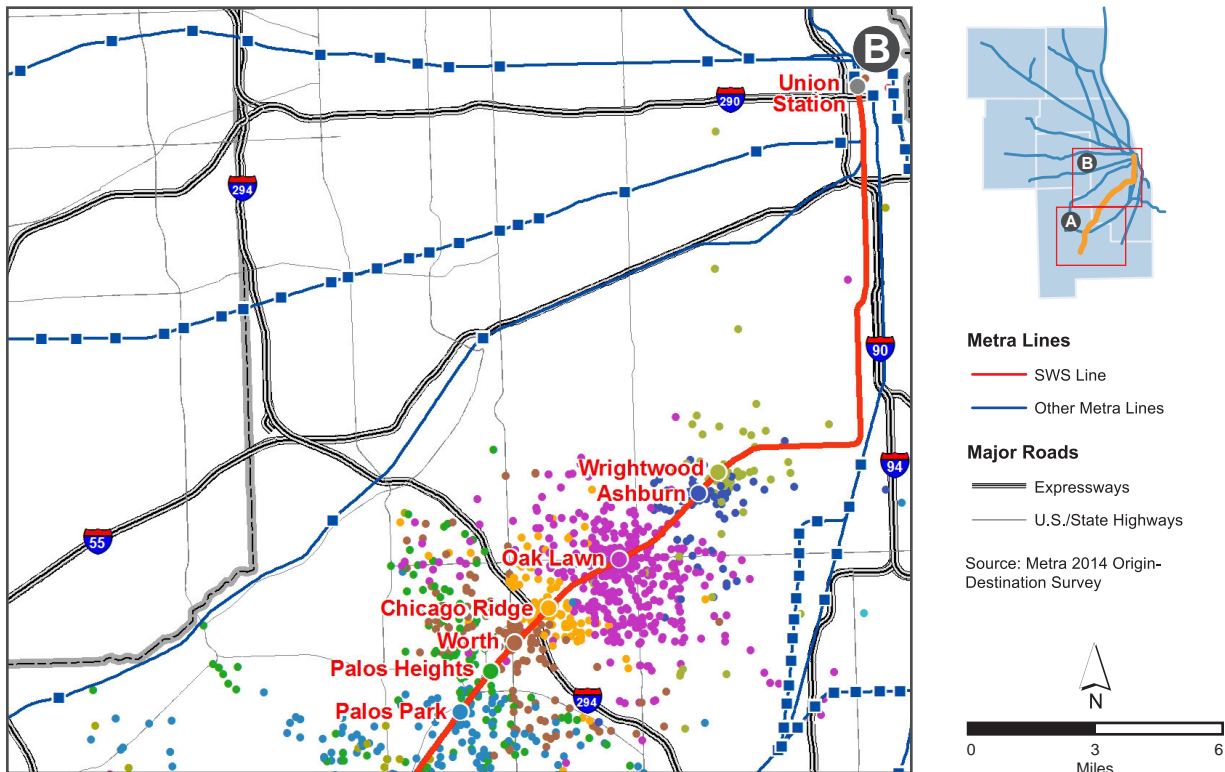 B
Union
Station
290
294
90
Wrightwood
Ashburn
94
55
Oak Lawn
Chicago Ridge
Worth
Palos Heights
294
Palos Park
B
A
Metra Lines
SWS Line
Other Metra Lines
Major Roads
Expressways
U.S./State Highways
Source: Metra 2014 Origin-
Destination Survey
N
0 3 6
Miles